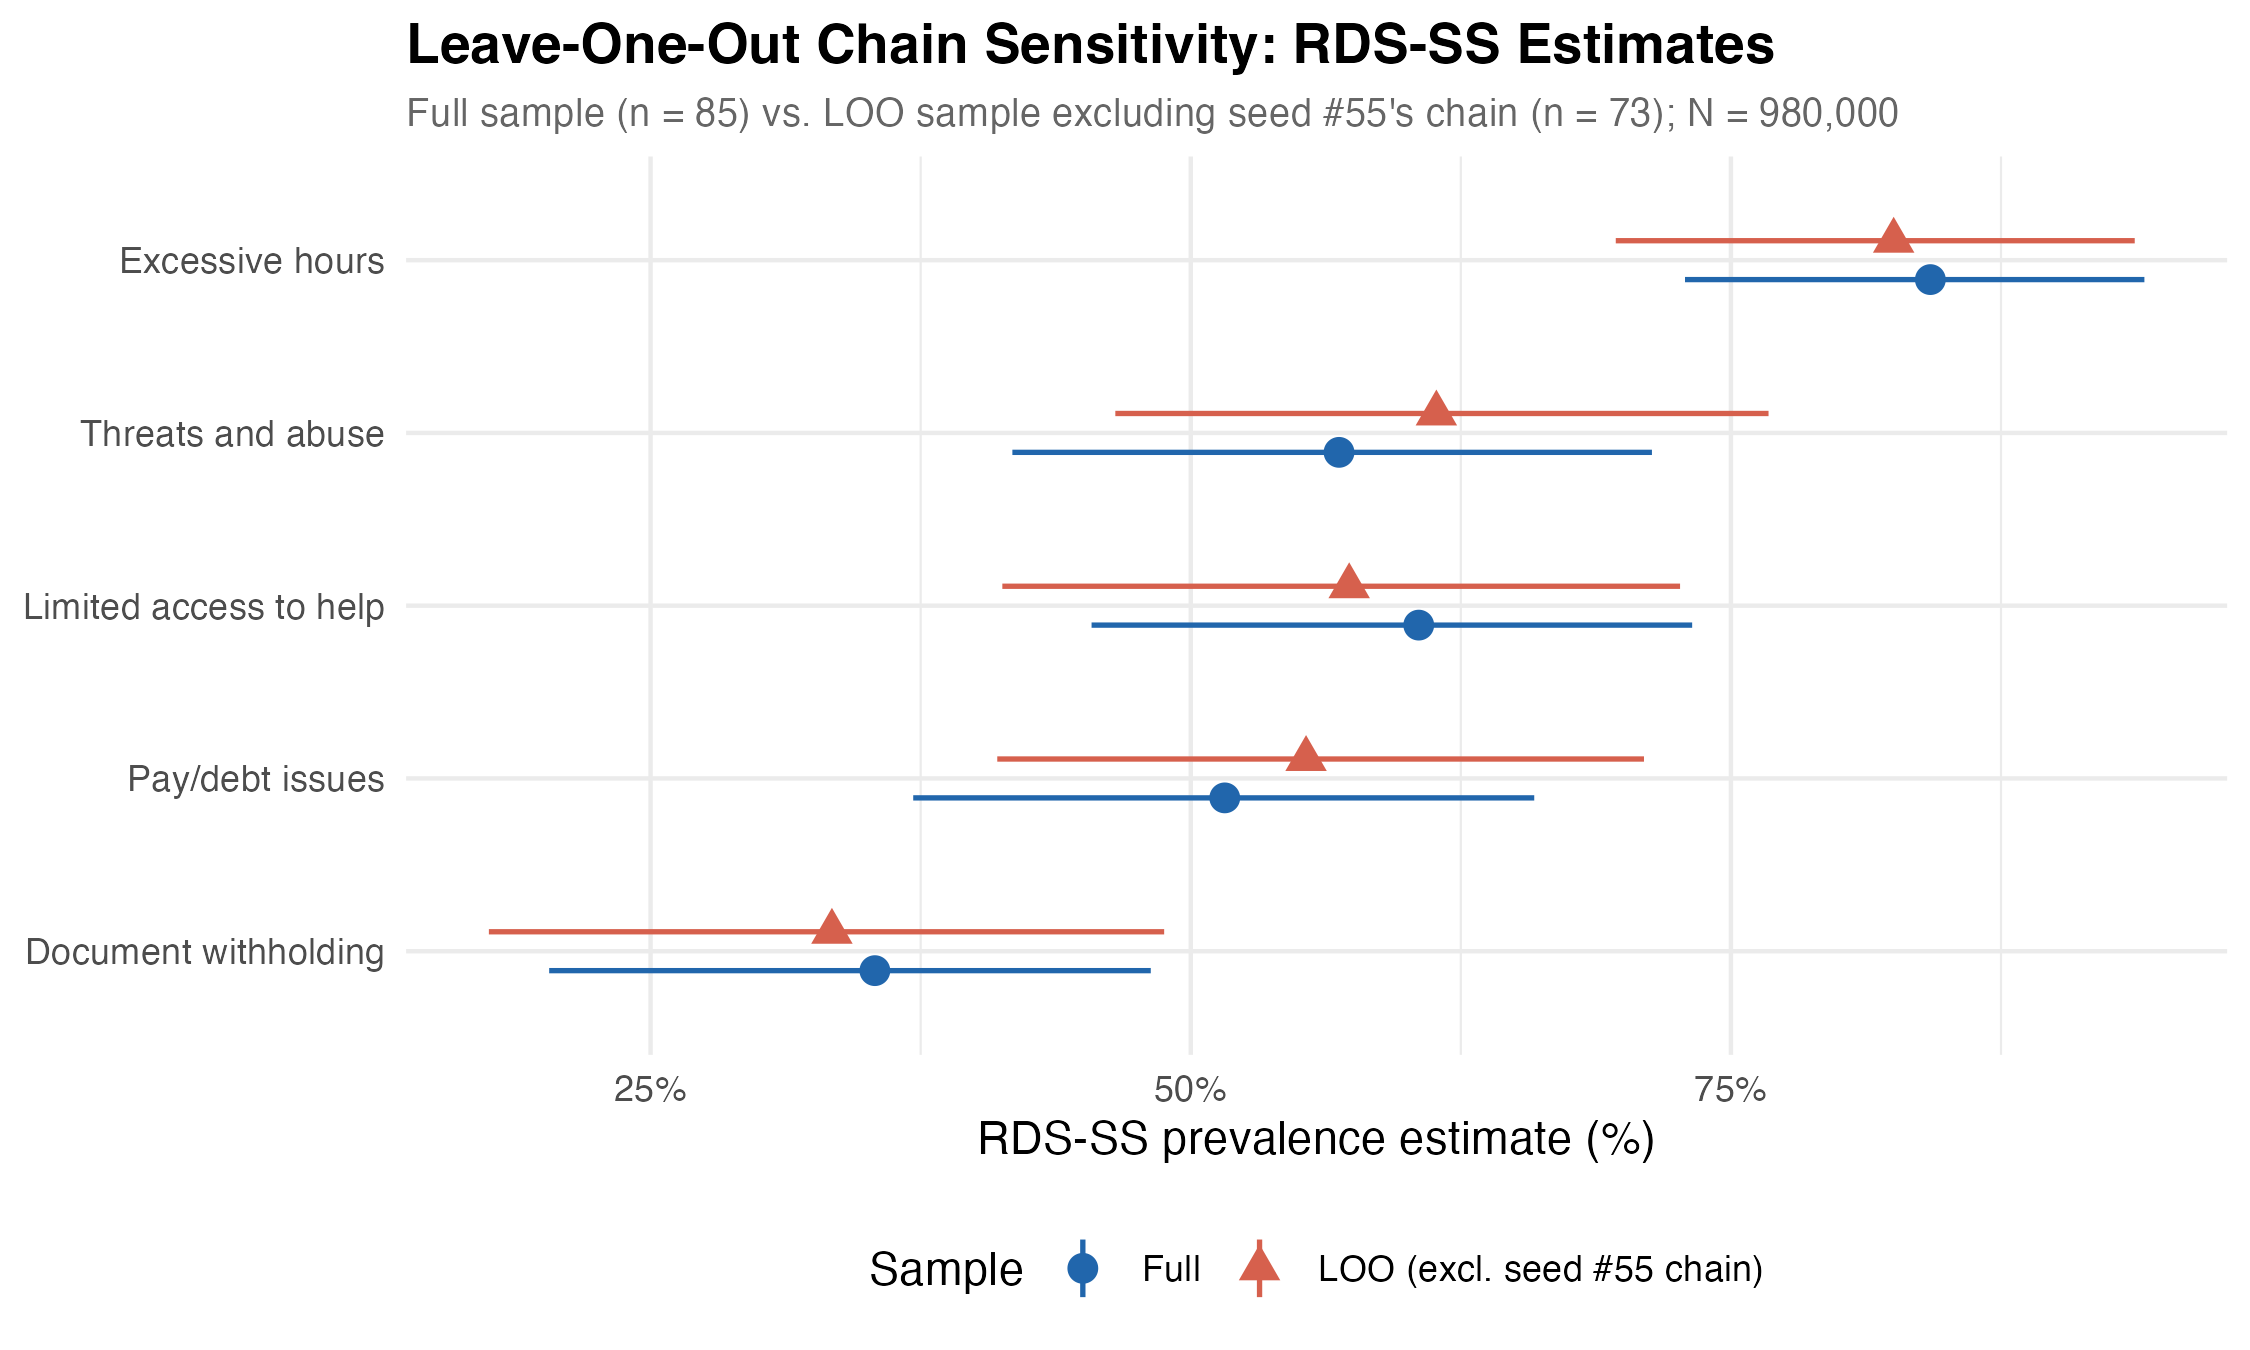 Leave-One-Out Chain Sensitivity: RDS-SS Estimates
Full sample (n = 85) vs. LOO sample excluding seed #55's chain (n = 73); N = 980,000
Excessive hours
Threats and abuse
Limited access to help
Pay/debt issues
Document withholding
25% 50% 75%
RDS-SS prevalence estimate (%)
Sample Full LOO (excl. seed #55 chain)